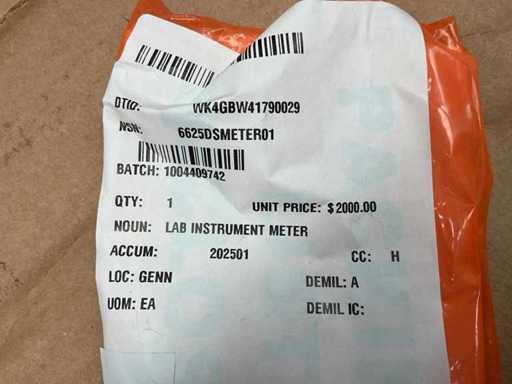 DTID: WK4GBW41790029
NSN: 6625DSMETER01
BATCH: 1004409742
QTY: 1 UNIT PRICE: $2000.00
NOUN: LAB INSTRUMENT METER
ACCUM: 202501 CC: H
LOC: GENN DEMIL: A
UOM: EA DEMIL IC: